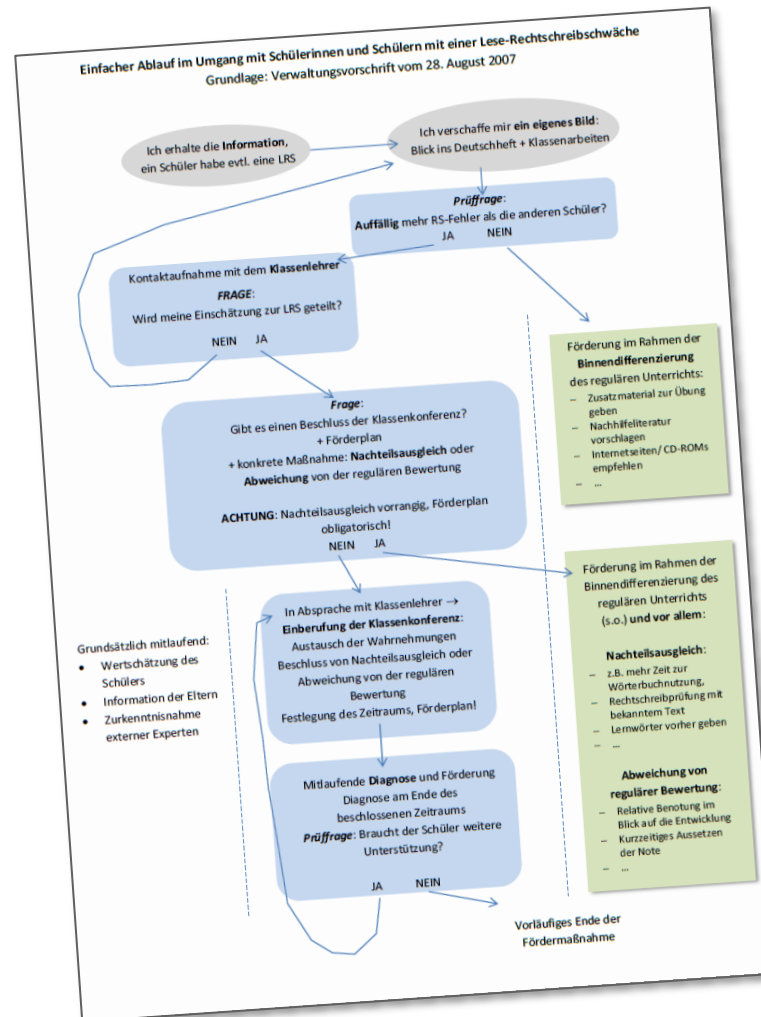 Einfacher Ablauf im Umgang mit Schülerinnen und Schülern mit einer Lese-Rechtschreibschwäche
Grundlage: Verwaltungsvorschrift vom 28. August 2007
Ich erhalte die Information,
ein Schüler habe evtl. eine LRS
Ich verschaffe mir ein eigenes Bild:
Blick ins Deutschheft + Klassenarbeiten
Prüffrage:
Auffällig mehr RS-Fehler als die anderen Schüler?
JA NEIN
Kontaktaufnahme mit dem Klassenlehrer
FRAGE:
Wird meine Einschätzung zur LRS geteilt?
NEIN JA
Förderung im Rahmen der
Binnendifferenzierung
des regulären Unterrichts:
– Zusatzmaterial zur Übung
geben
– Nachhilfeliteratur
vorschlagen
– Internetseiten/ CD-ROMs
empfehlen
– ...
Frage:
Gibt es einen Beschluss der Klassenkonferenz?
+ Förderplan
+ konkrete Maßnahme: Nachteilsausgleich oder
Abweichung von der regulären Bewertung
ACHTUNG: Nachteilsausgleich vorrangig, Förderplan
obligatorisch!
NEIN JA
Förderung im Rahmen der
Binnendifferenzierung des
regulären Unterrichts
(s.o.) und vor allem:
Nachteilsausgleich:
– z.B. mehr Zeit zur
Wörterbuchnutzung,
– Rechtschreibprüfung mit
bekanntem Text
– Lernwörter vorher geben
– ...
Abweichung von
regulärer Bewertung:
– Relative Benotung im
Blick auf die Entwicklung
– Kurzzeitiges Aussetzen
der Note
– ...
In Absprache mit Klassenlehrer →
Einberufung der Klassenkonferenz:
Austausch der Wahrnehmungen
Beschluss von Nachteilsausgleich oder
Abweichung von der regulären
Bewertung
Festlegung des Zeitraums, Förderplan!
Grundsätzlich mitlaufend:
• Wertschätzung des
Schülers
• Information der Eltern
• Zurkenntnisnahme
externer Experten
Mitlaufende Diagnose und Förderung
Diagnose am Ende des
beschlossenen Zeitraums
Prüffrage: Braucht der Schüler weitere
Unterstützung?
JA NEIN
Vorläufiges Ende der
Fördermaßnahme